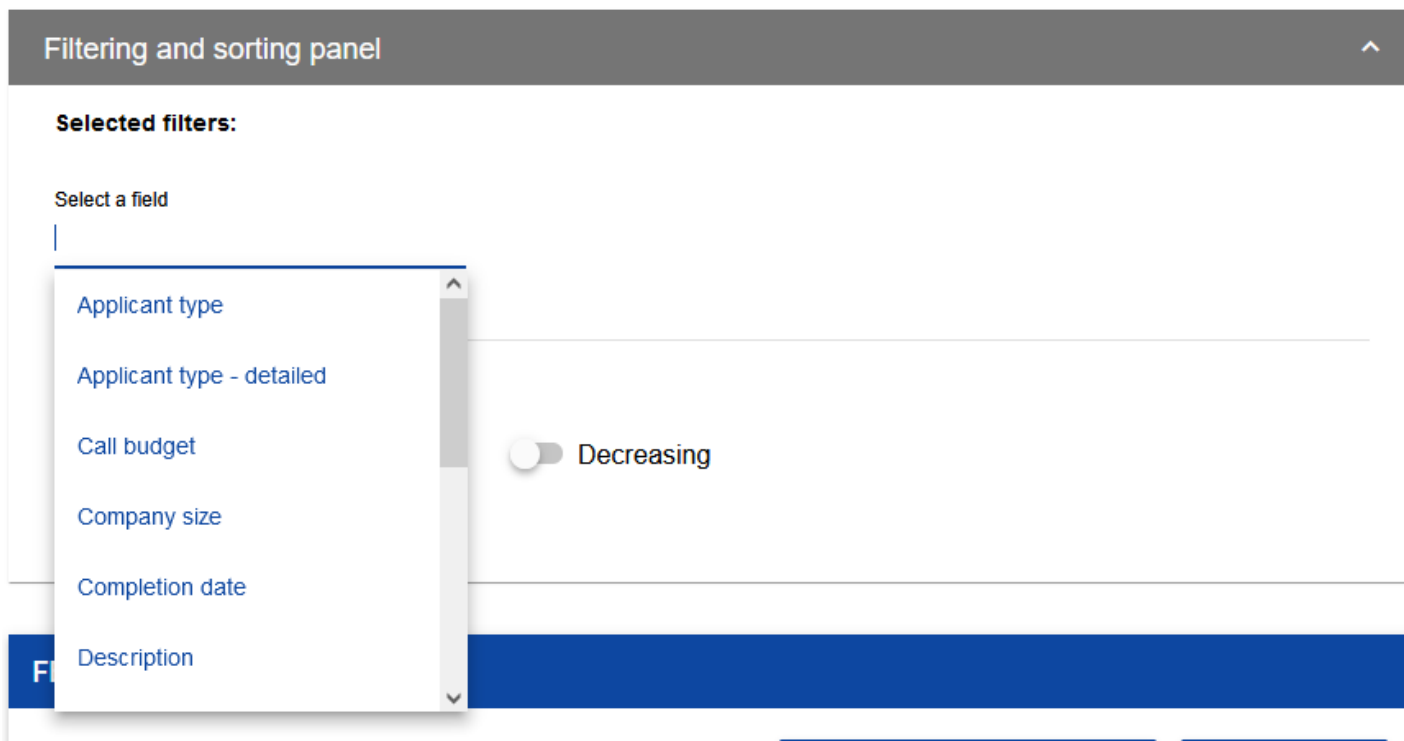 Filtering and sorting panel
Selected filters:
Select a field
Applicant type
Applicant type - detailed
Call budget
Decreasing
Company size
Completion date
Description